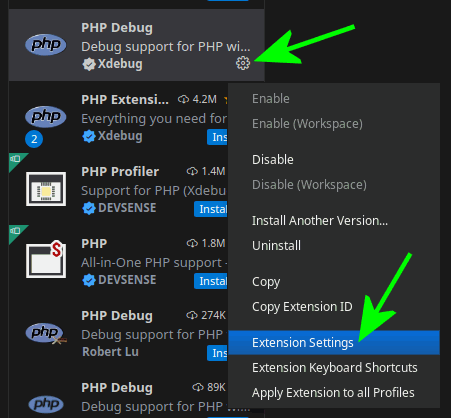 PHP Debug
Debug support for PHP wi...
Xdebug
php
PHP Extensi...
4.2M
Everything you need for
Xdebug
Ins
php
2
PHP Profiler
1.4M
Support for PHP (Xdebu
DEVSENSE
Instal
PHP
1.8M
All-in-One PHP support -
DEVSENSE
Instal
PHP Debug
274K
Debug support for PHP
Robert Lu
Instal
php
PHP Debug
89K
Debug support for PHP w...
php
Enable
Enable (Workspace)
Disable
Disable (Workspace)
Install Another Version...
Uninstall
Copy
Copy Extension ID
Extension Settings
Extension Keyboard Shortcuts
Apply Extension to all Profiles